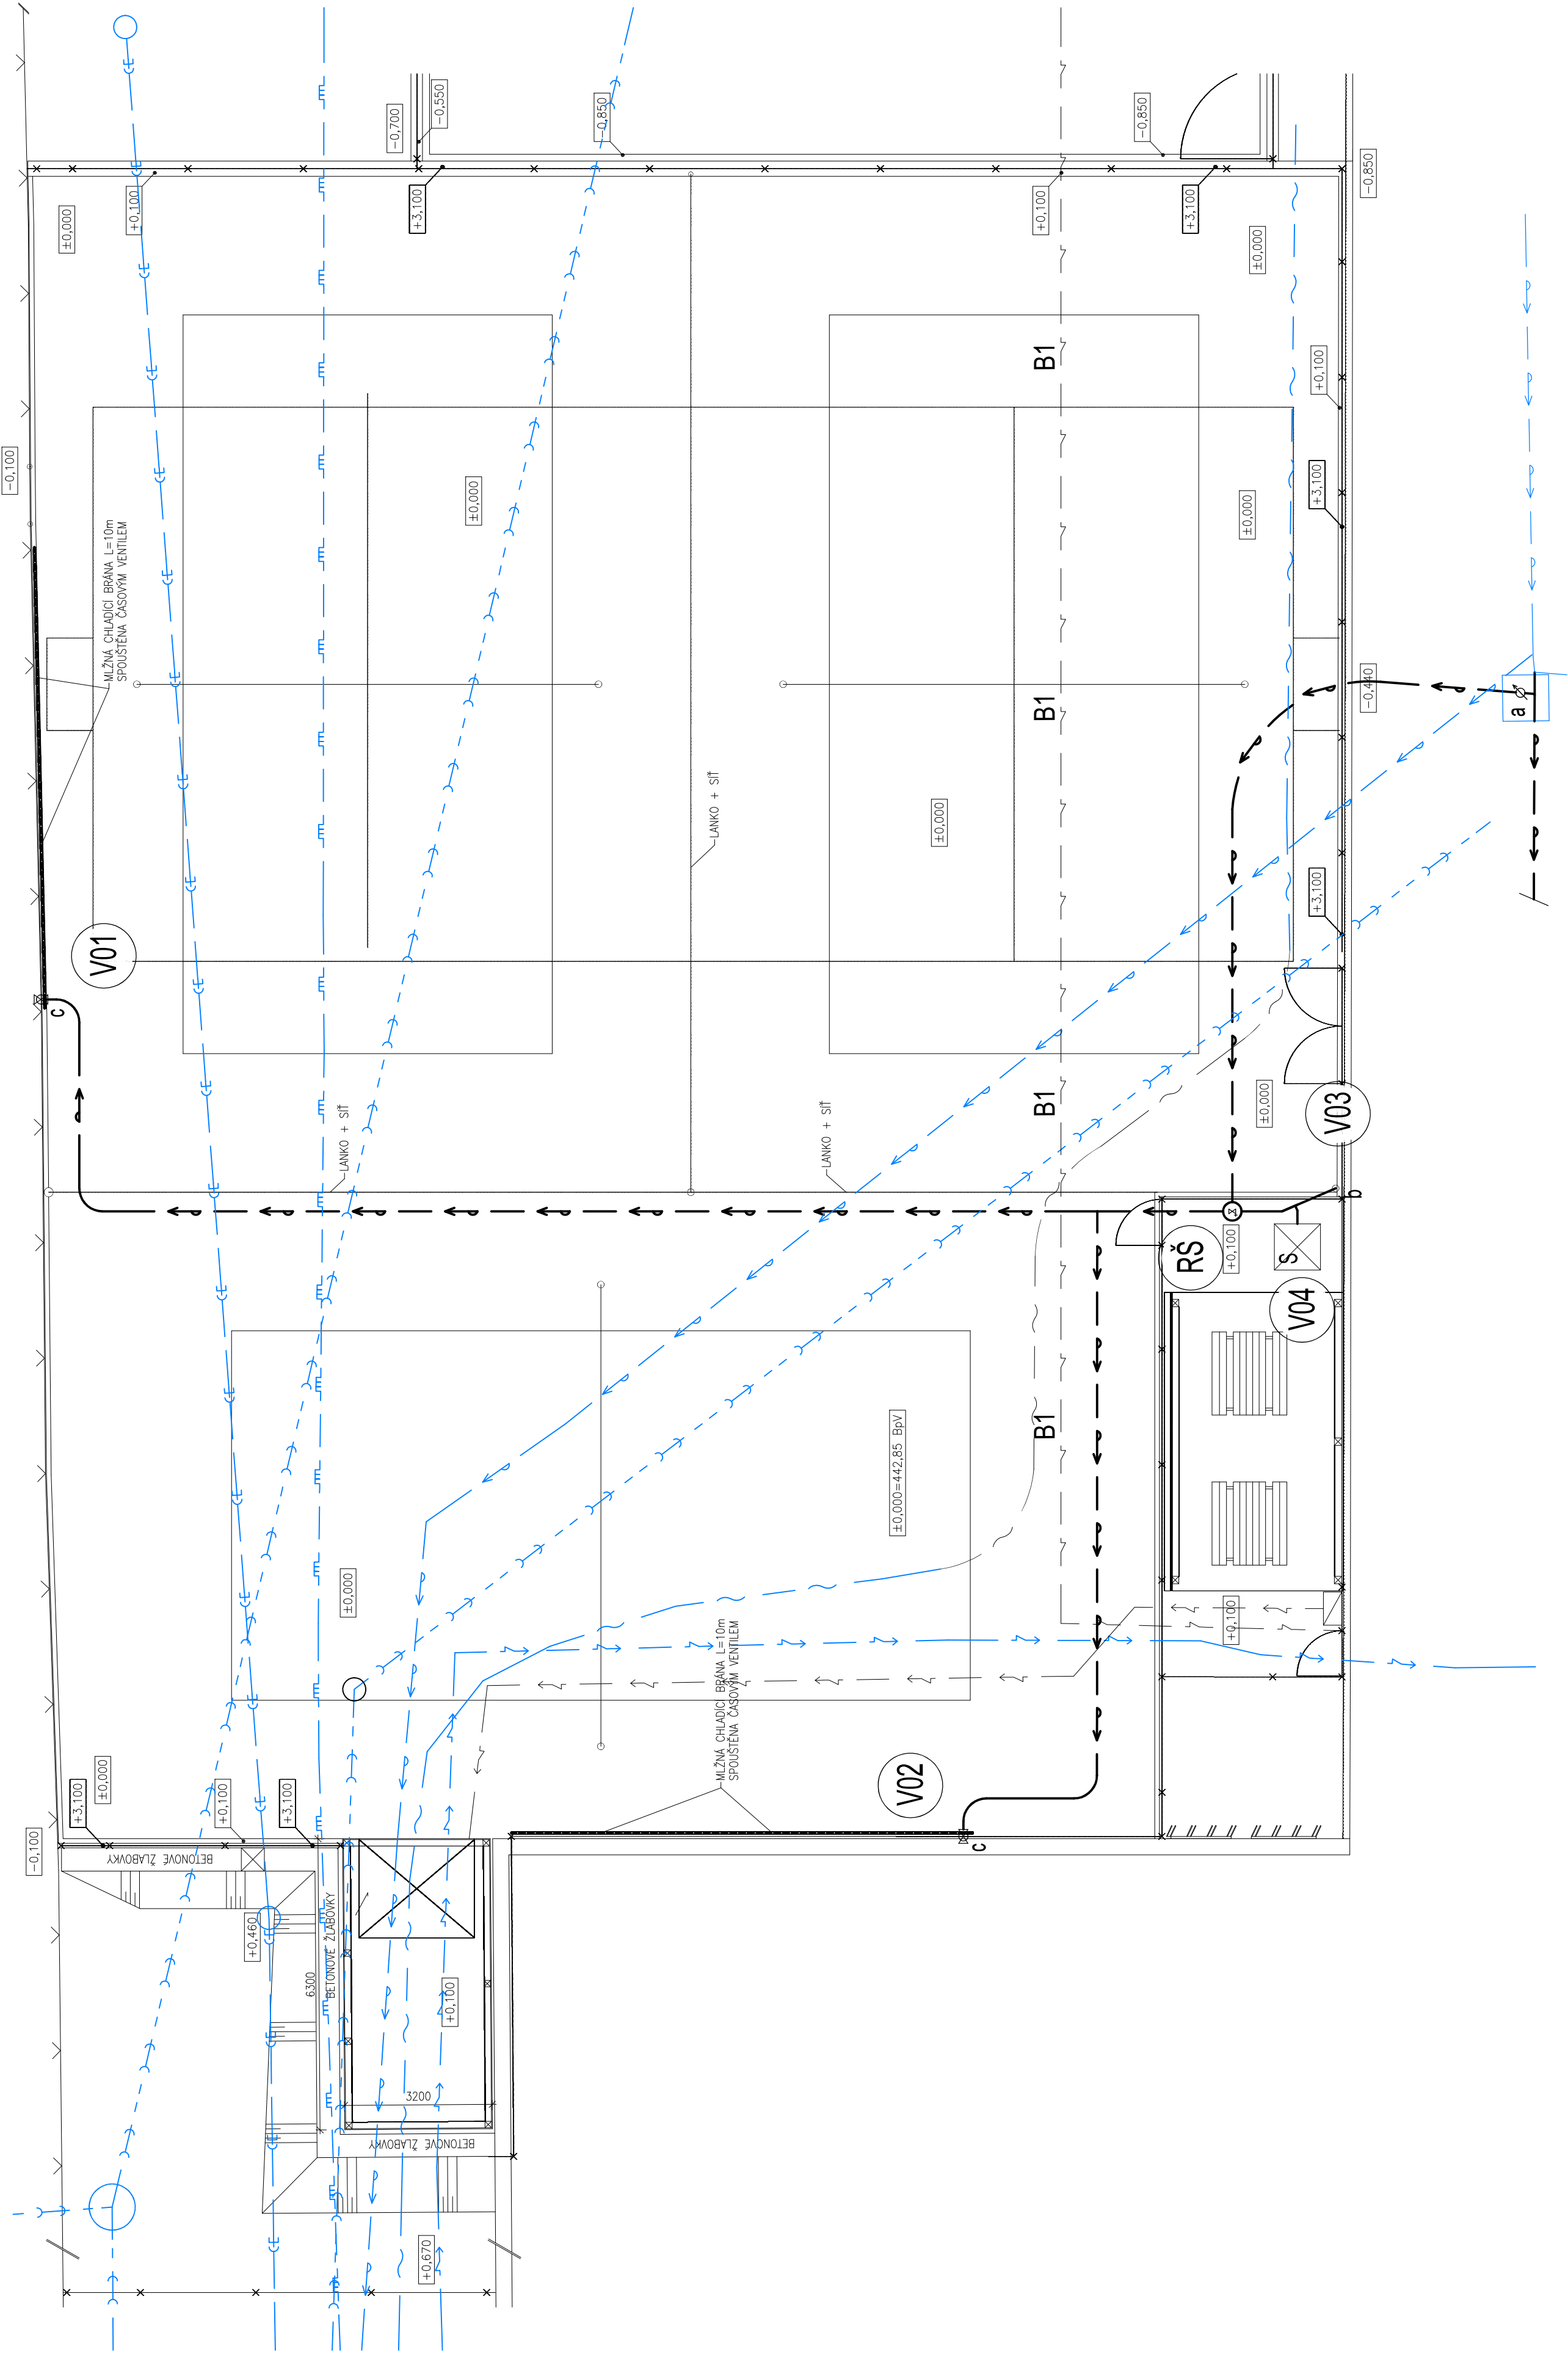 -0,100
±0,000
+0,100
-0,700
-0,550
+3,100
-0,850
+0,100
-0,850
+3,100
±0,000
-0,850
MLŽNÁ CHLADÍCÍ BRÁNA L=10m
SPOUŠTĚNA ČASOVÝM VENTILEM
±0,000
B1
+0,100
±0,000
+3,100
B1
-0,440
a
LANKO + SÍŤ
±0,000
V01
+3,100
c
LANKO + SÍŤ
LANKO + SÍŤ
B1
±0,000
V03
b
RŠ
+0,100
S
V04
B1
±0,000=442,85 BpV
±0,000
+0,100
MLŽNÁ CHLADÍCÍ BRÁNA L=10m
SPOUŠTĚNA ČASOVÝM VENTILEM
V02
c
-0,100
+3,100
±0,000
+0,100
+3,100
BETONOVÉ ŽLABOVKY
+0,460
6300
BETONOVÉ ŽLABOVKY
+0,100
3200
BETONOVÉ ŽLABOVKY
+0,670